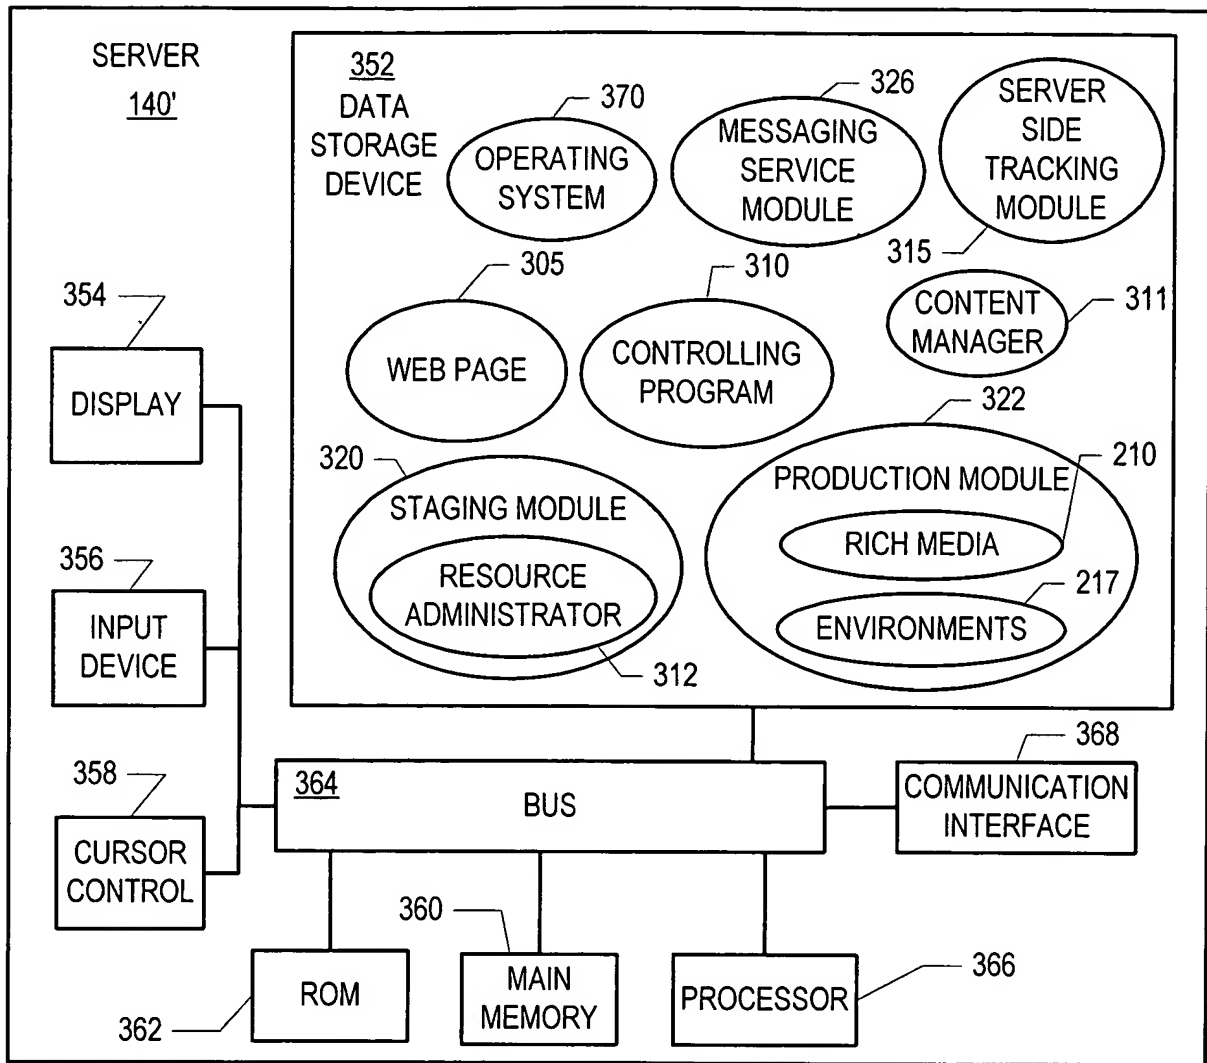 SERVER
140'
352
DATA
STORAGE
DEVICE
370
OPERATING
SYSTEM
326
MESSAGING
SERVICE
MODULE
SERVER
SIDE
TRACKING
MODULE
315
305
WEB PAGE
310
CONTROLLING
PROGRAM
CONTENT
MANAGER
311
320
STAGING MODULE
RESOURCE
ADMINISTRATOR
312
322
PRODUCTION MODULE
210
RICH MEDIA
217
ENVIRONMENTS
354
DISPLAY
356
INPUT
DEVICE
358
CURSOR
CONTROL
364
BUS
368
COMMUNICATION
INTERFACE
ROM
362
360
MAIN
MEMORY
PROCESSOR
366